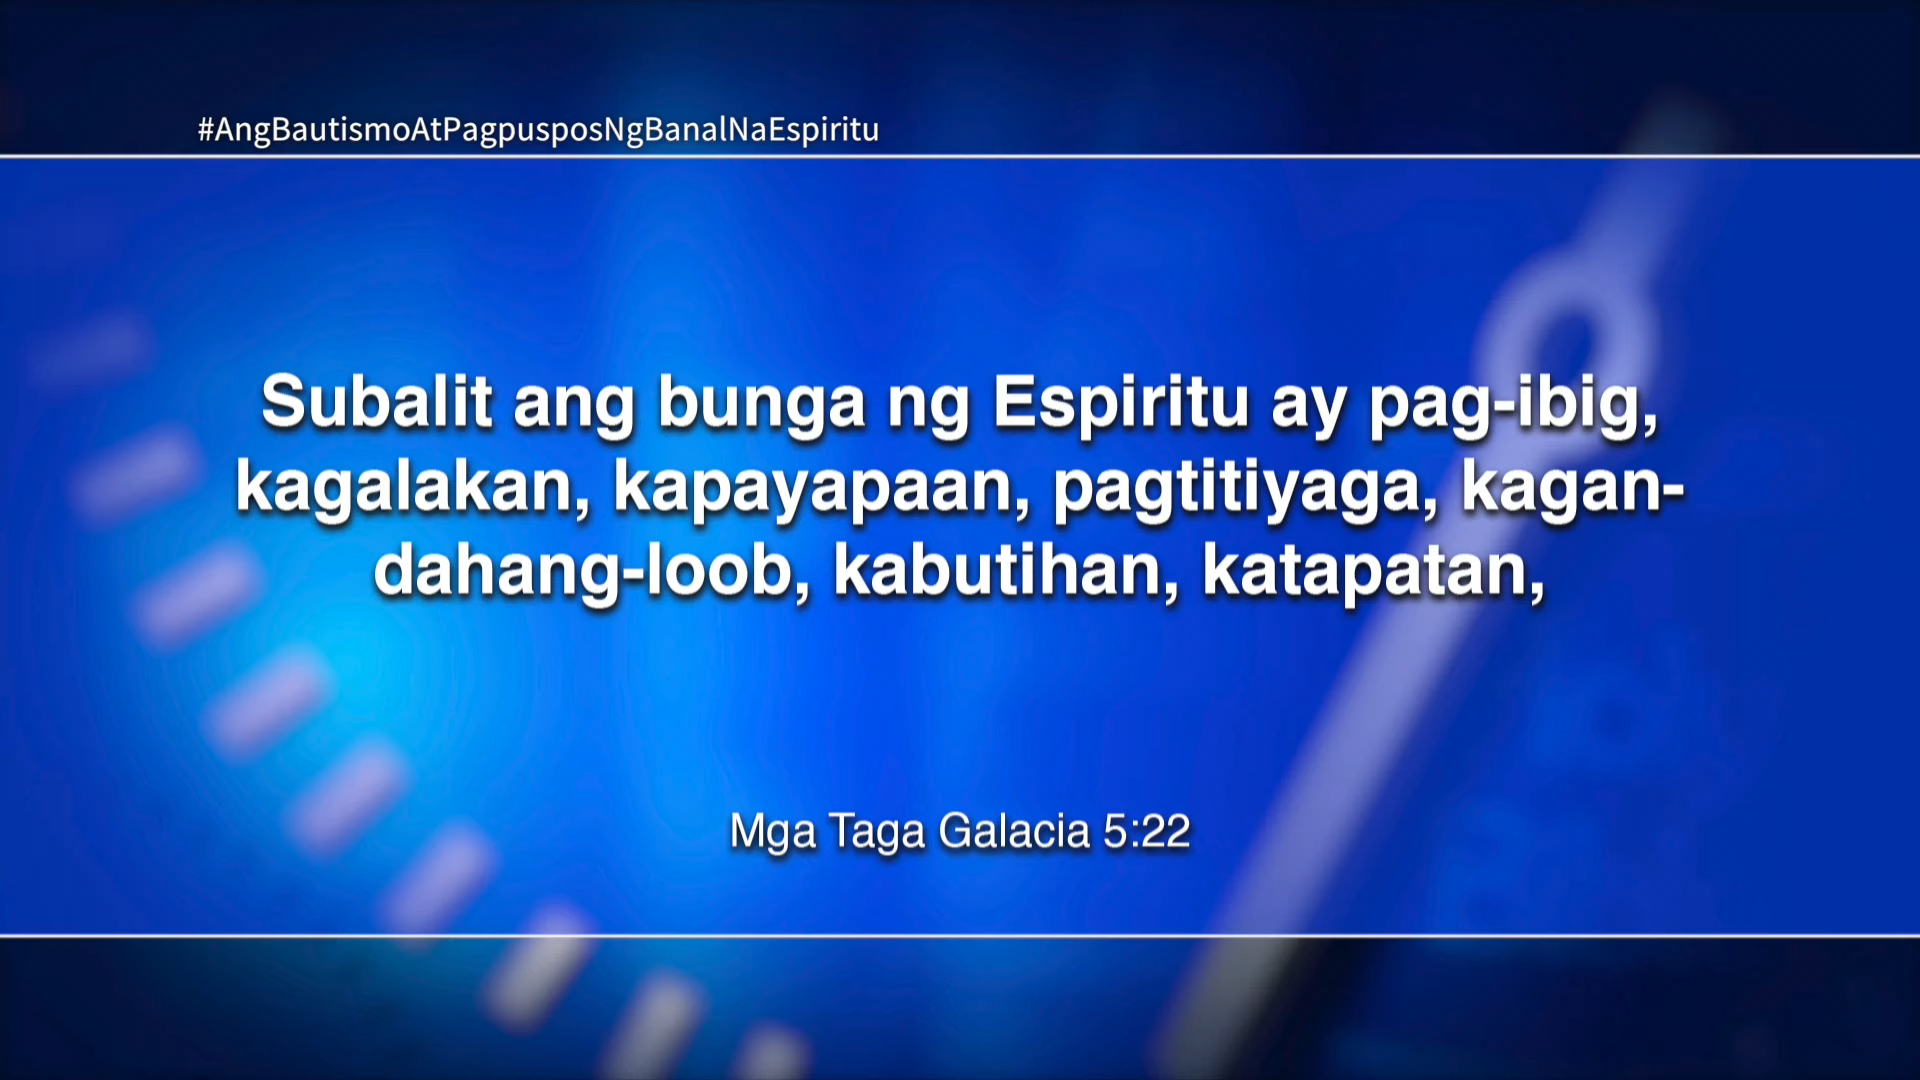 #AngBautismoAtPagpusposNgBanalNaEspiritu
Subalit ang bunga ng Espiritu ay pag-ibig,
kagalakan, kapayapaan, pagtitiyaga, kagan-
dahang-loob, kabutihan, katapatan,
Mga Taga Galacia 5:22